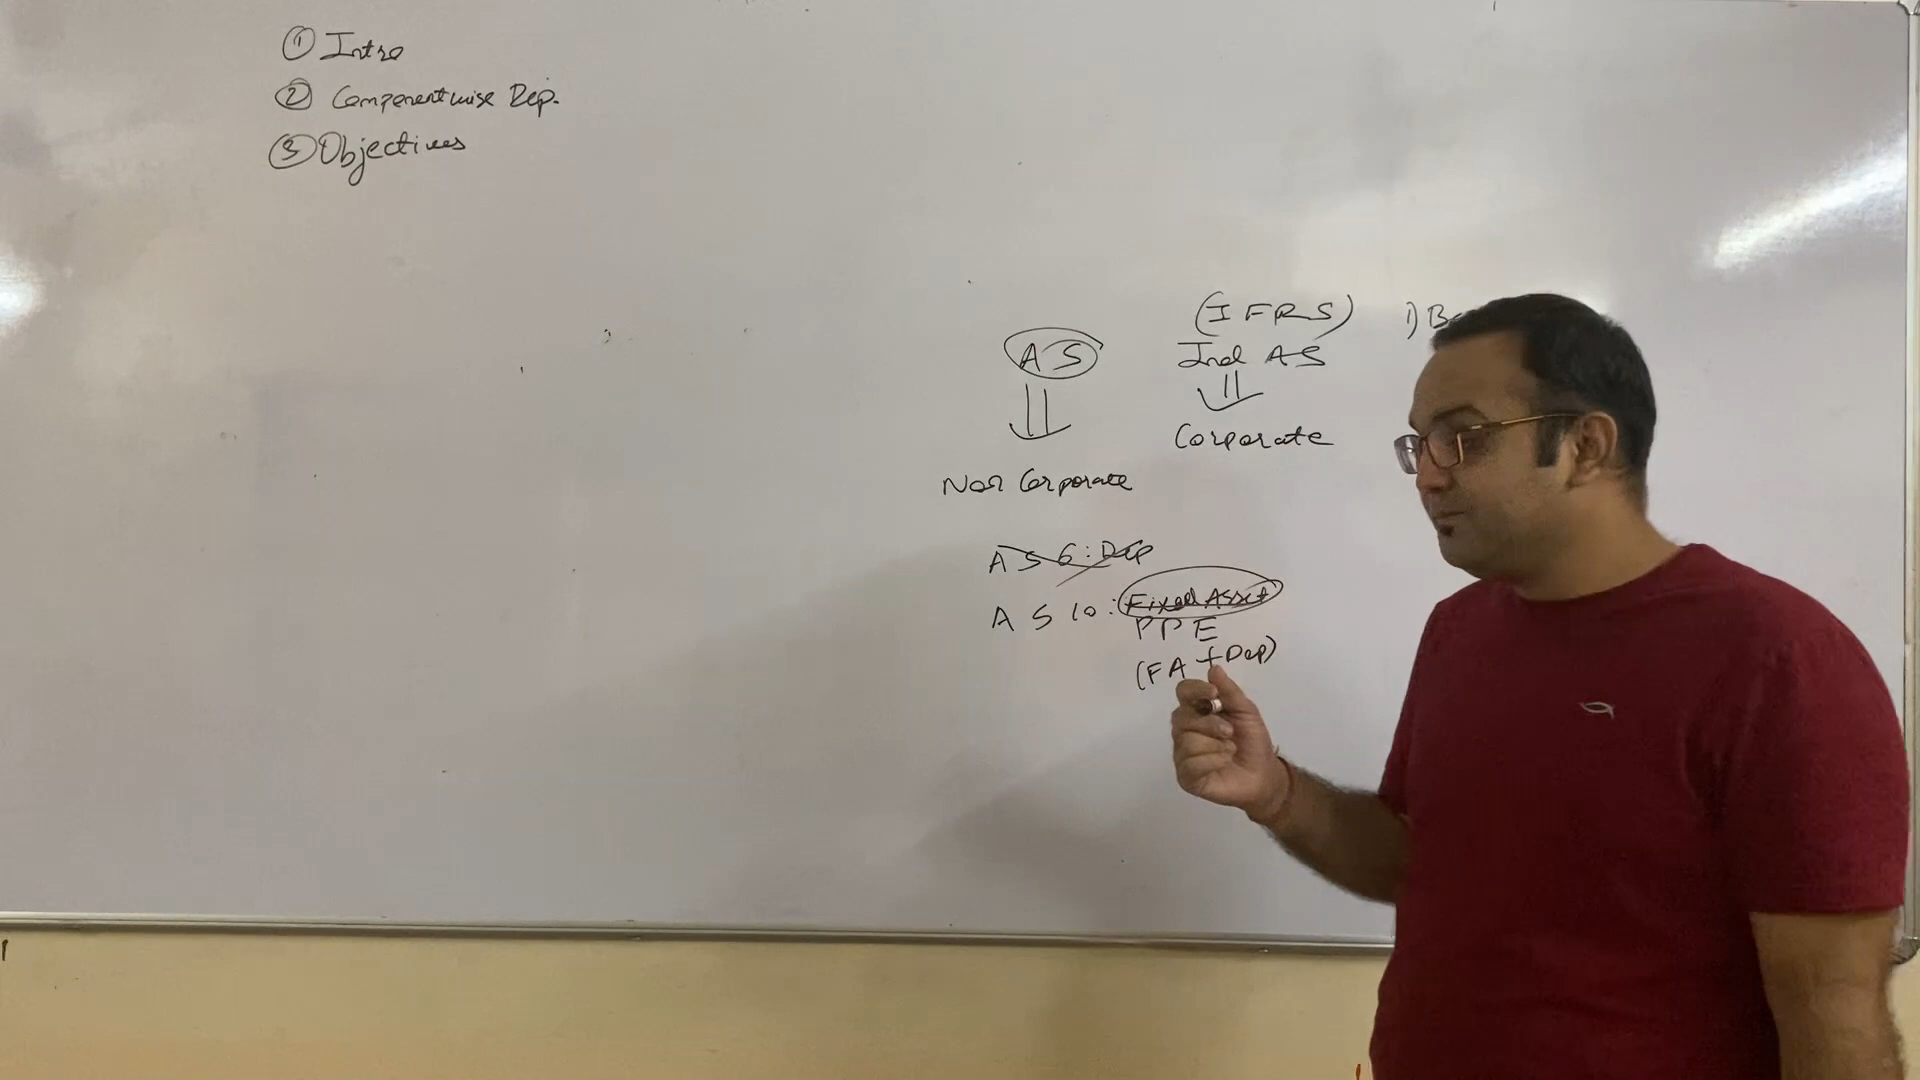 ① Intro
② Componentwise Dep.
③ Objectives
(IFRS)
1)
AS
Ind AS
Corporate
Non Corporate
AS 6: Dep
AS 10: Fixed Asset
PPE
(FA + Dep)